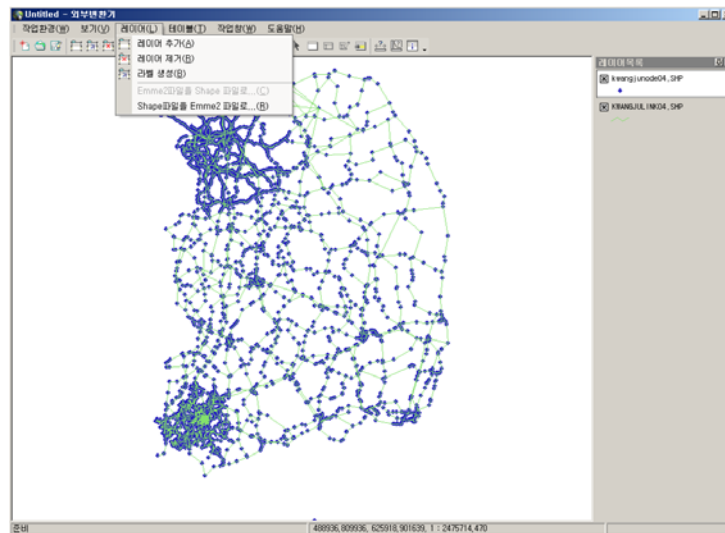 Untitled - 외부변환기
작업환경(W) 보기(V) 레이어(L) 테이블(T) 작업창(W) 도움말(H)
레이어 추가(A)
레이어 제거(R)
라벨 생성(B)
Emme2파일을 Shape 파일로...(C)
Shape파일을 Emme2 파일로...(R)
레이어목록
kwangjunode04.SHP
KWANGJULINK04.SHP
준비
488936,809936, 625918,901639, 1 : 2475714,470